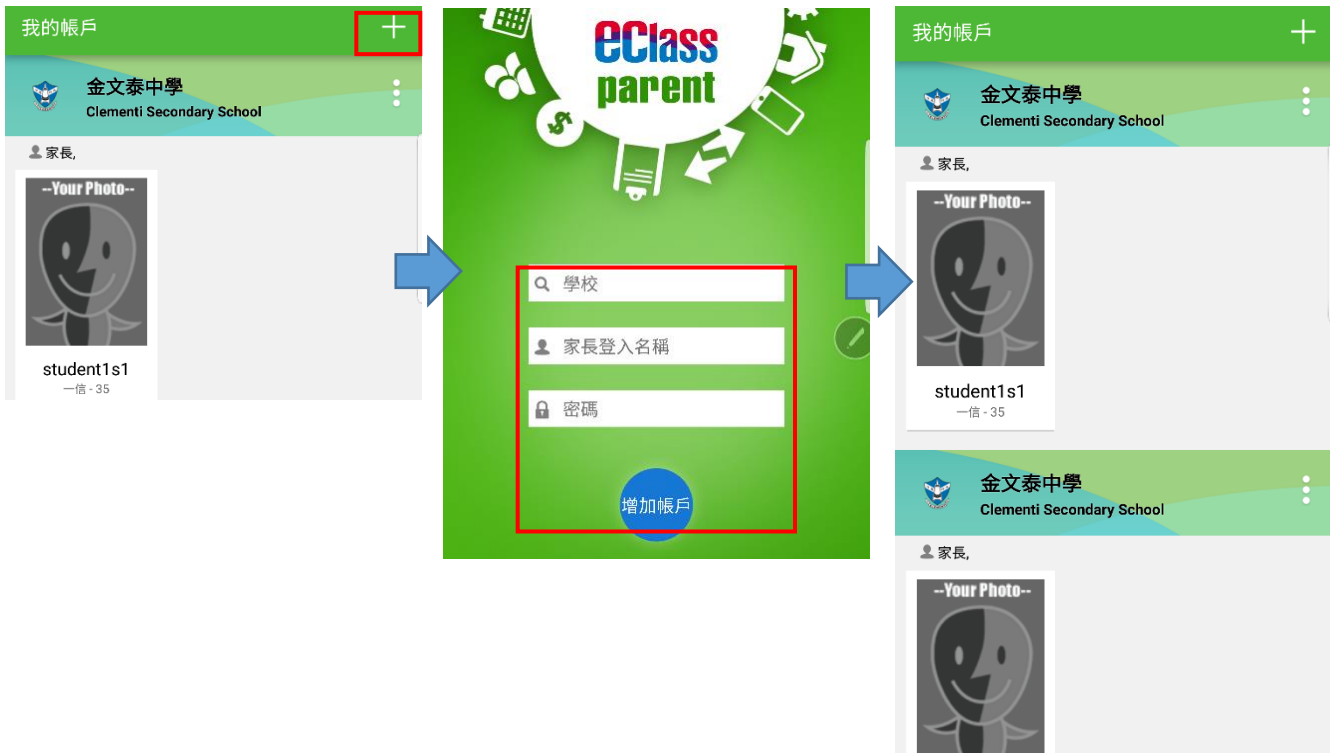 我的帳戶
金文泰中學
Clementi Secondary School
家長,
--Your Photo--
student1s1
一信 - 35
eClass
parent
學校
家長登入名稱
密碼
增加帳戶
我的帳戶
金文泰中學
Clementi Secondary School
家長,
--Your Photo--
student1s1
一信 - 35
金文泰中學
Clementi Secondary School
家長,
--Your Photo--